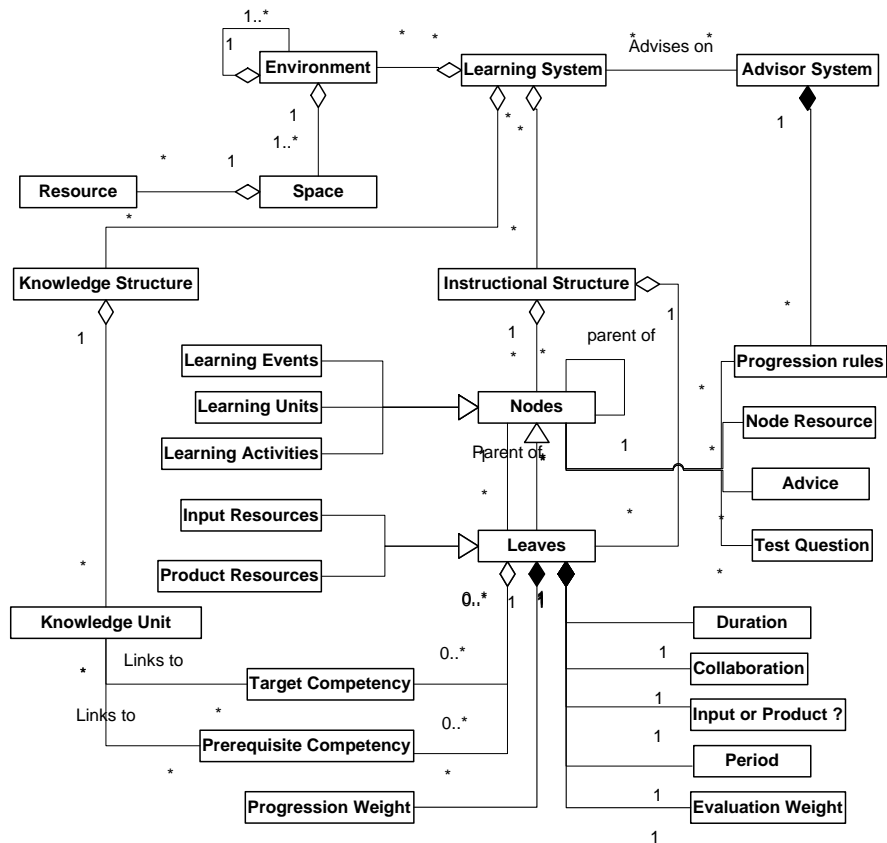 1..*
1
*
*
*
*
Advises on
Environment
Learning System
Advisor System
1
*
*
1
1..*
*
1
Resource
Space
*
*
Knowledge Structure
Instructional Structure
1
1
1
*
*
*
parent of
Learning Events
Progression rules
Learning Units
Nodes
*
Node Resource
Learning Activities
Parent of
*
*
1
*
Advice
*
*
*
Input Resources
Leaves
Test Question
Product Resources
*
*
0..*
1
1
Knowledge Unit
Duration
*
Links to
0..*
1
Collaboration
Target Competency
Links to
*
0..*
1
Input or Product ?
Prerequisite Competency
1
*
*
Period
Progression Weight
1
Evaluation Weight
1